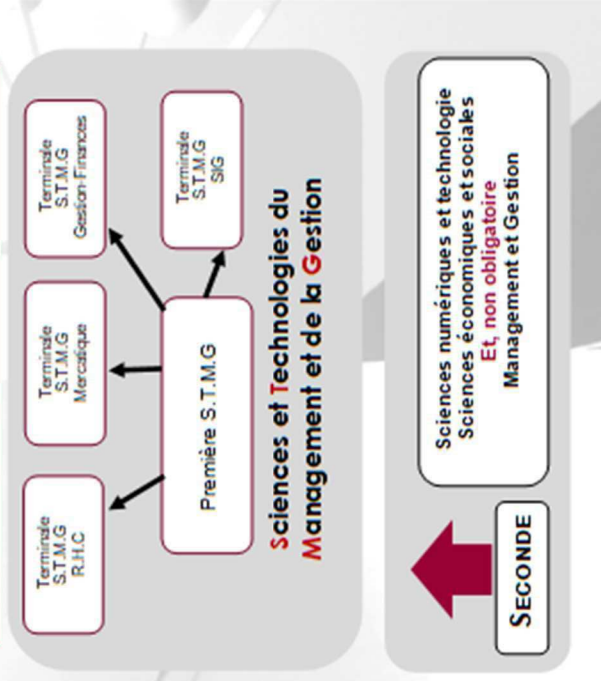 Terminale
S.T.M.G
R.H.C
Terminale
S.T.M.G
Mercatique
Terminale
S.T.M.G
Gestion-Finances
Première S.T.M.G
Terminale
S.T.M.G
SIG
Sciences et Technologies du
Management et de la Gestion
SECONDE
Sciences numériques et technologie
Sciences économiques et sociales
Et, non obligatoire
Management et Gestion